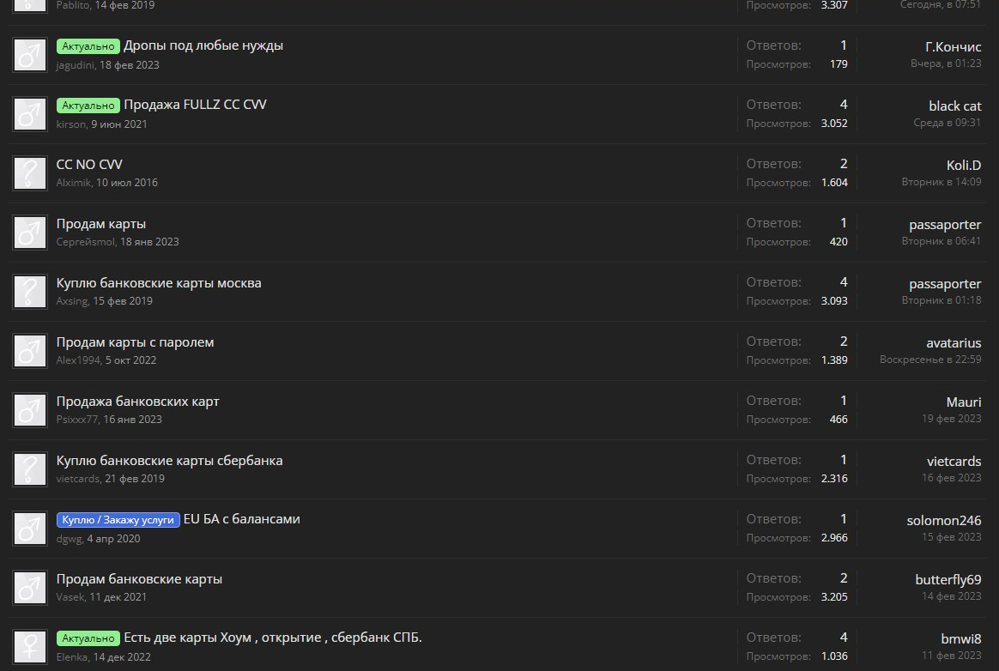 Pablito, 14 фев 2019
Просмотров: 3.307
Сегодня, в 07:51
Актуально Дропы под любые нужды
jagudini, 18 фев 2023
Ответов: 1
Просмотров: 179
Г.Кончис
Вчера, в 01:23
Актуально Продажа FULLZ CC CVV
kirson, 9 июн 2021
Ответов: 4
Просмотров: 3.052
black cat
Среда в 09:31
CC NO CVV
Alximik, 10 июл 2016
Ответов: 2
Просмотров: 1.604
Koli.D
Вторник в 14:09
Продам карты
Сергейsmol, 18 янв 2023
Ответов: 1
Просмотров: 420
passaporter
Вторник в 06:41
Куплю банковские карты москва
Axsing, 15 фев 2019
Ответов: 4
Просмотров: 3.093
passaporter
Вторник в 01:18
Продам карты с паролем
Alex1994, 5 окт 2022
Ответов: 2
Просмотров: 1.389
avatarius
Воскресенье в 22:59
Продажа банковских карт
Psixxx77, 16 янв 2023
Ответов: 1
Просмотров: 466
Mauri
19 фев 2023
Куплю банковские карты сбербанка
vietcards, 21 фев 2019
Ответов: 1
Просмотров: 2.316
vietcards
16 фев 2023
Куплю / Закажу услуги EU БА с балансами
dgwg, 4 апр 2020
Ответов: 1
Просмотров: 2.966
solomon246
15 фев 2023
Продам банковские карты
Vasek, 11 дек 2021
Ответов: 2
Просмотров: 3.205
butterfly69
14 фев 2023
Актуально Есть две карты Хоум , открытие , сбербанк СПБ.
Elenka, 14 дек 2022
Ответов: 4
Просмотров: 1.036
bmwi8
11 фев 2023